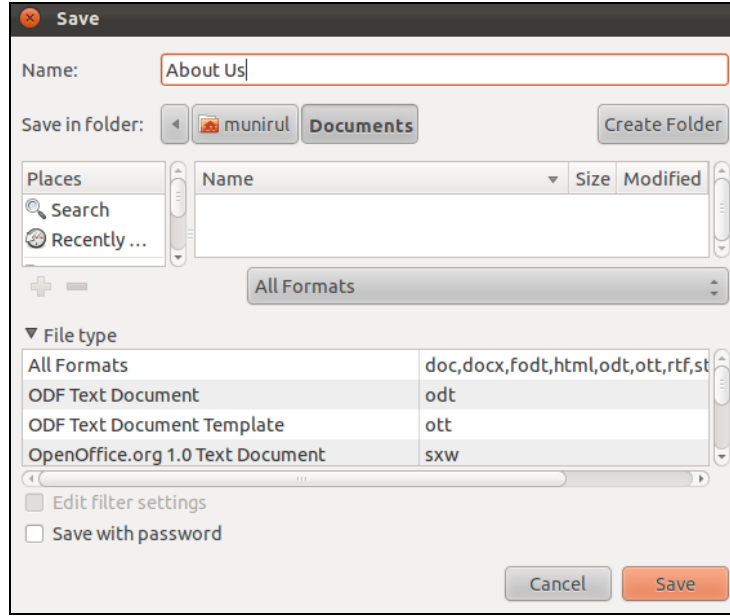 Save
Name: About Us
Save in folder: munirul Documents Create Folder
Places Name Size Modified
Search
Recently ...
All Formats
File type
All Formats doc,docx,fodt,html,odt,ott,rtf,st
ODF Text Document odt
ODF Text Document Template ott
OpenOffice.org 1.0 Text Document sxw
Edit filter settings
Save with password
Cancel Save